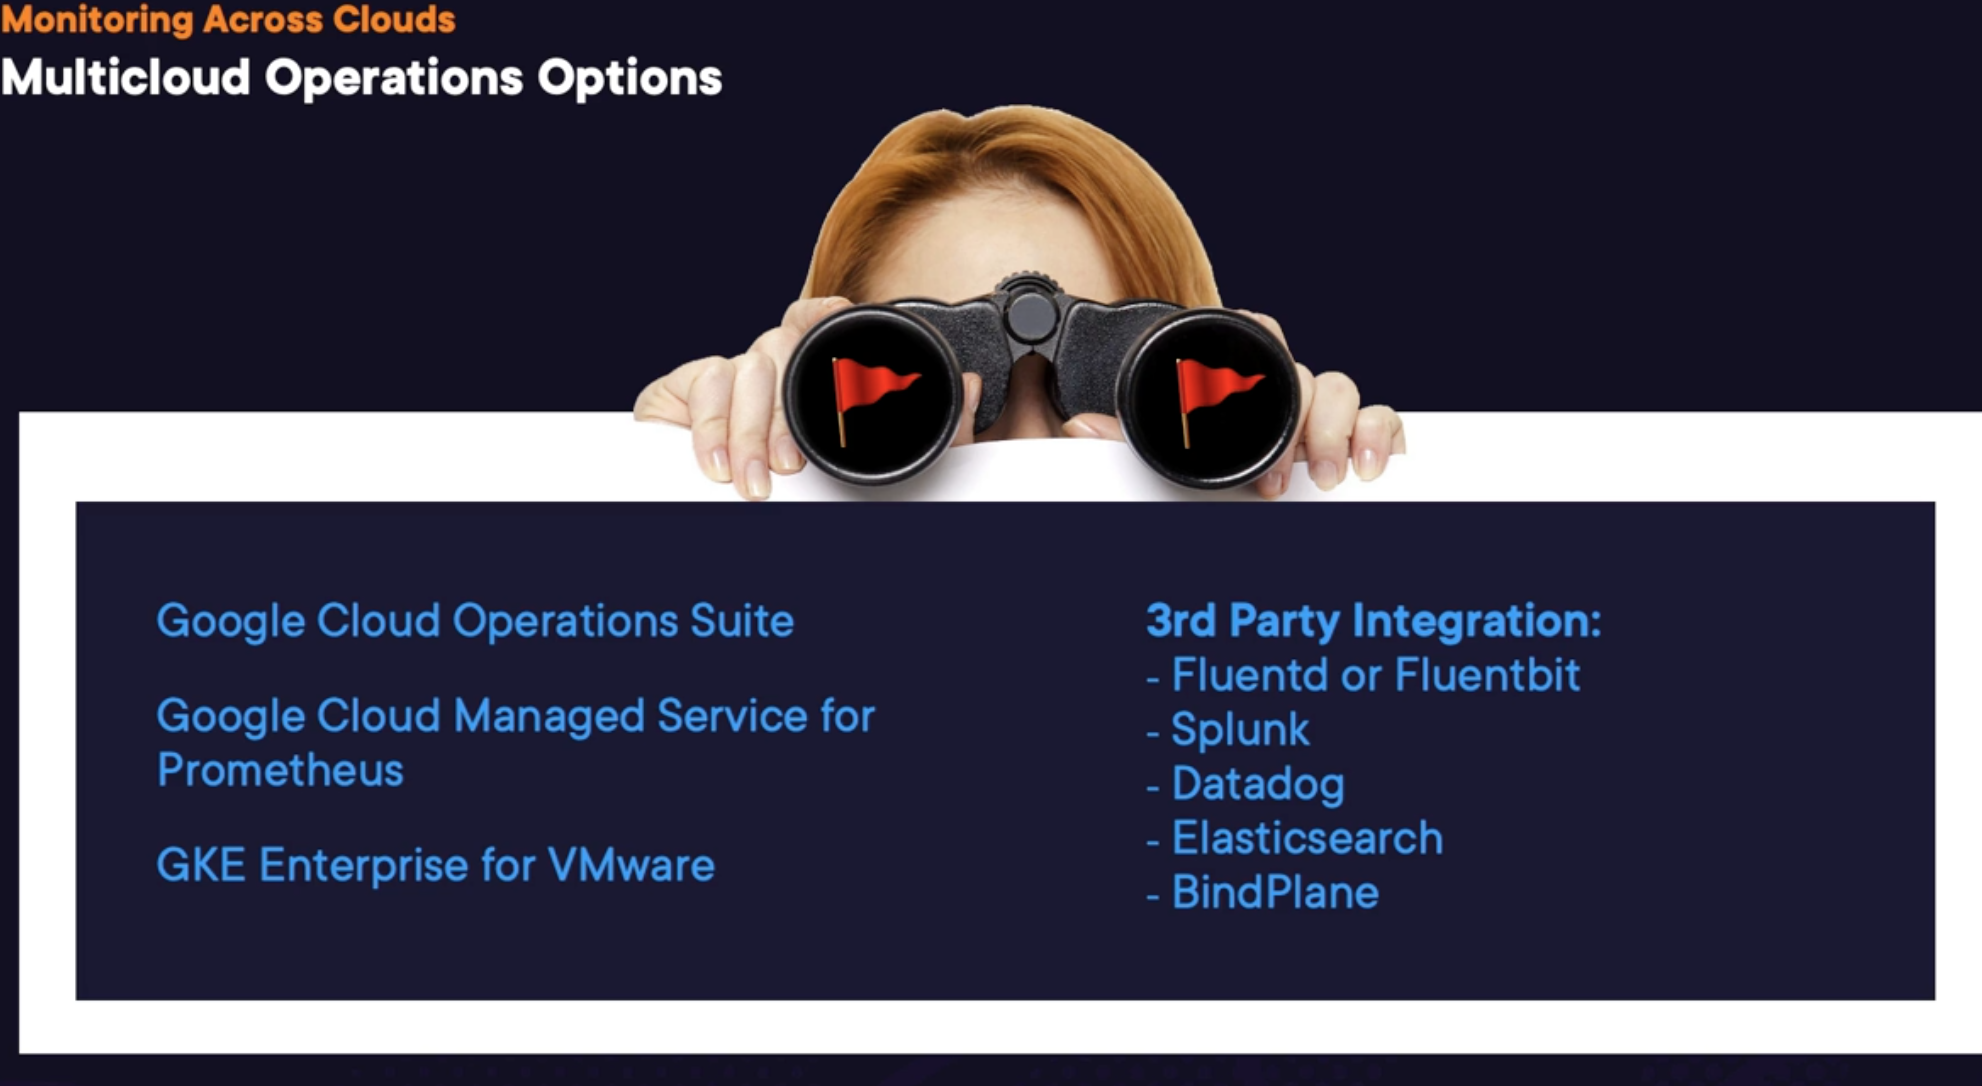 Monitoring Across Clouds
Multicloud Operations Options
Google Cloud Operations Suite
Google Cloud Managed Service for
Prometheus
GKE Enterprise for VMware
3rd Party Integration:
- Fluentd or Fluentbit
- Splunk
- Datadog
- Elasticsearch
- BindPlane